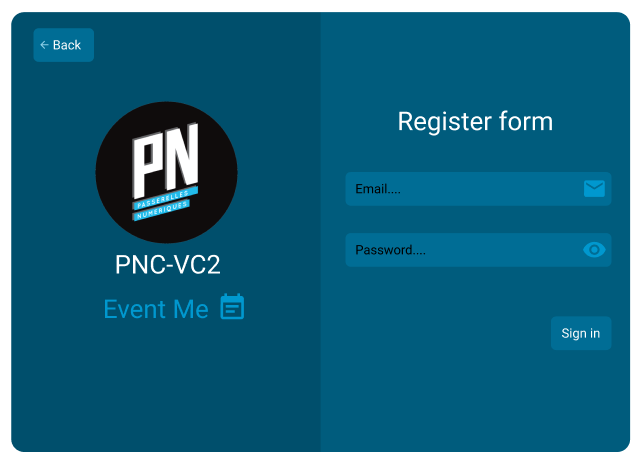 Back
PN
PASSERELLES
NUMERIQUES
PNC-VC2
Event Me
Register form
Email....
Password....
Sign in